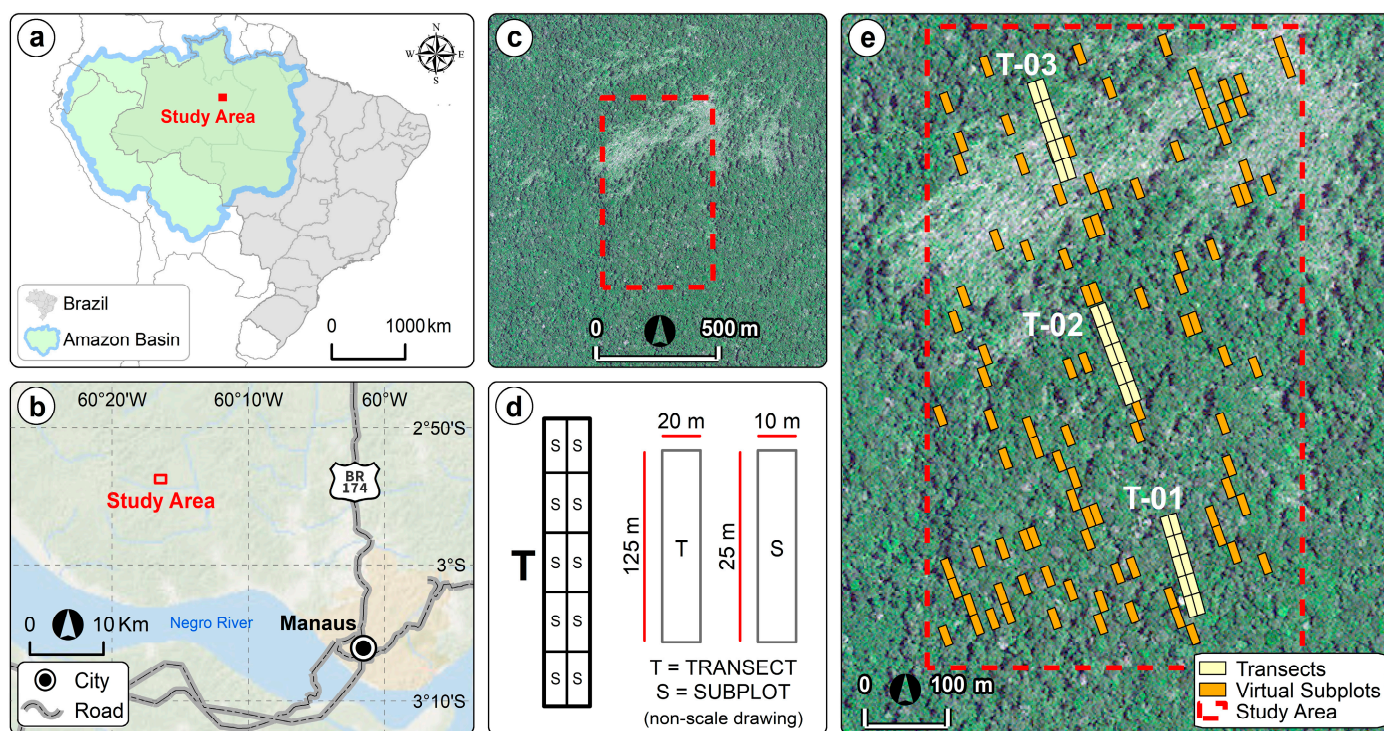 a
N
W E
S
Study Area
Brazil
Amazon Basin
0 1000 km
b
60°20'W 60°10'W 60°W
2°50'S
BR
174
Study Area
3°S
0 10 Km
Negro River
Manaus
City
Road
3°10'S
c
0 500 m
d
S S
S S
T S S
S S
S S
20 m 10 m
125 m T 25 m S
T = TRANSECT
S = SUBPLOT
(non-scale drawing)
e
T-03
T-02
T-01
0 100 m
Transects
Virtual Subplots
Study Area